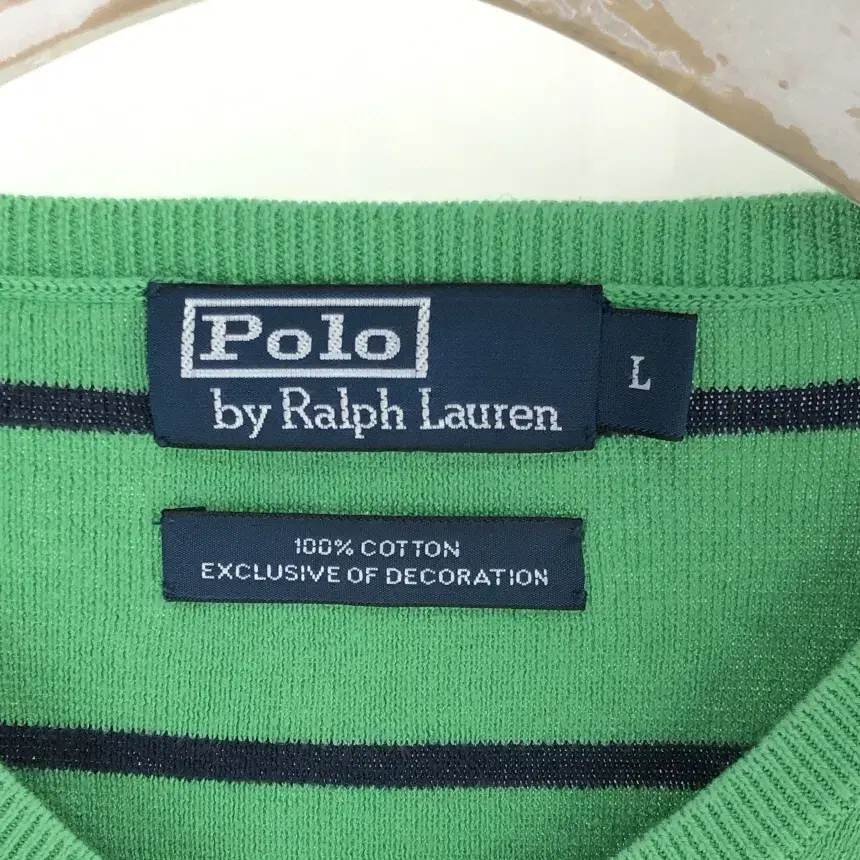 Polo
by Ralph Lauren
L
100% COTTON
EXCLUSIVE OF DECORATION